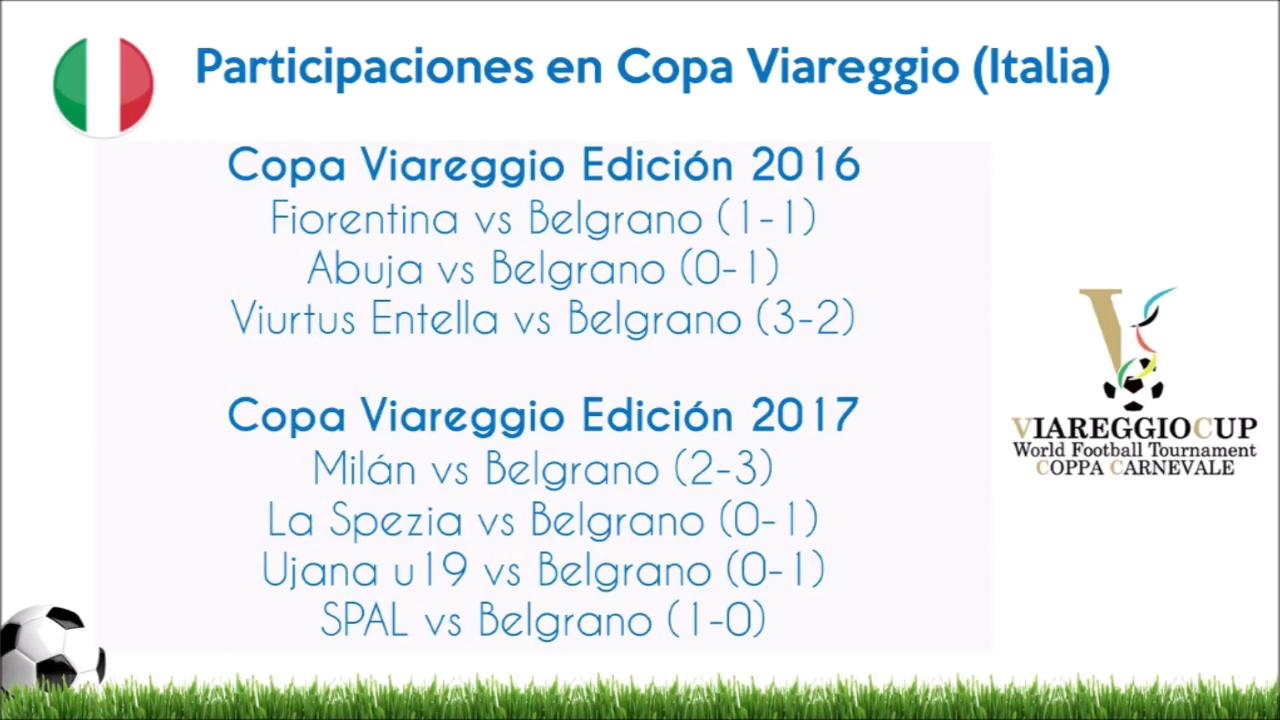 Participaciones en Copa Viareggio (Italia)
Copa Viareggio Edición 2016
Fiorentina vs Belgrano (1-1)
Abuja vs Belgrano (0-1)
Viurtus Entella vs Belgrano (3-2)
Copa Viareggio Edición 2017
Milán vs Belgrano (2-3)
La Spezia vs Belgrano (0-1)
Ujana u19 vs Belgrano (0-1)
SPAL vs Belgrano (1-0)
VIAREGGIOCUP
World Football Tournament
COPPA CARNEVALE